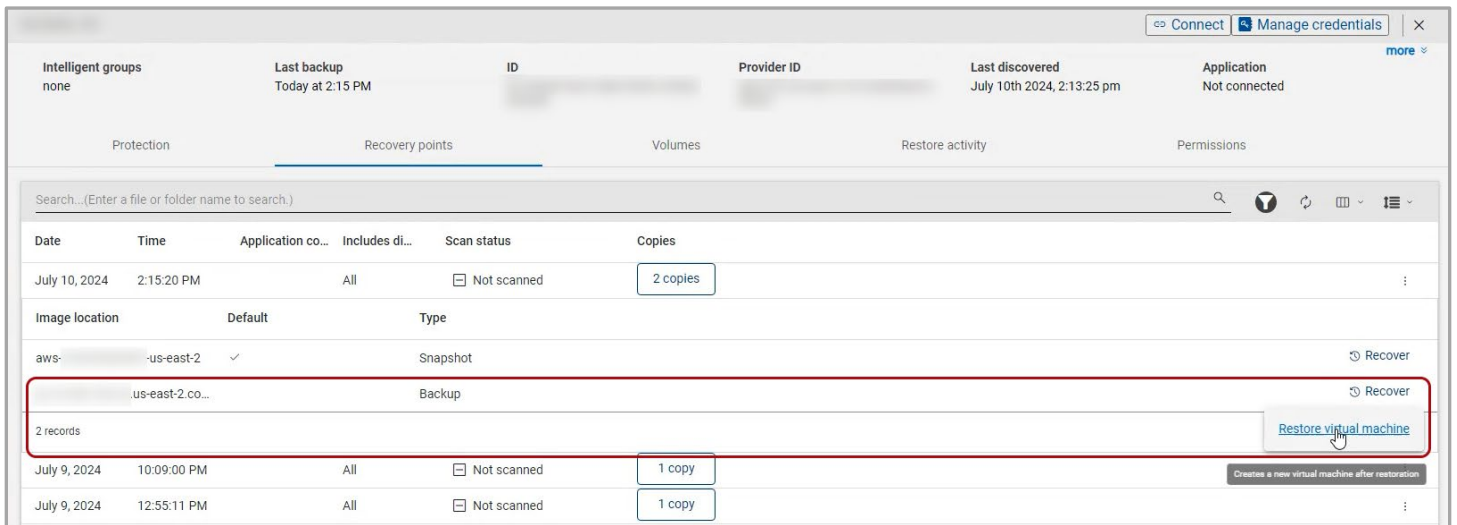 Connect Manage credentials
more
Intelligent groups Last backup ID Provider ID Last discovered Application
none Today at 2:15 PM July 10th 2024, 2:13:25 pm Not connected
Protection Recovery points Volumes Restore activity Permissions
Search...(Enter a file or folder name to search.)
Date Time Application co... Includes di... Scan status Copies
July 10, 2024 2:15:20 PM All Not scanned 2 copies
Image location Default Type
aws- -us-east-2 Snapshot Recover
.us-east-2.co... Backup Recover
2 records Restore virtual machine
July 9, 2024 10:09:00 PM All Not scanned 1 copy
Creates a new virtual machine after restoration
July 9, 2024 12:55:11 PM All Not scanned 1 copy